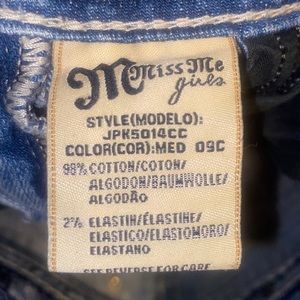 M Miss Me
girls
STYLE(MODELO):
JPK5014CC
COLOR(COR):MED 09C
98% COTTON/COTON/
ALGODON/BAUMWOLLE/
ALGODÃO
2% ELASTIN/ÉLASTINE/
ELASTICO/ELASTOMORO/
ELASTANO
SEE REVERSE FOR CARE